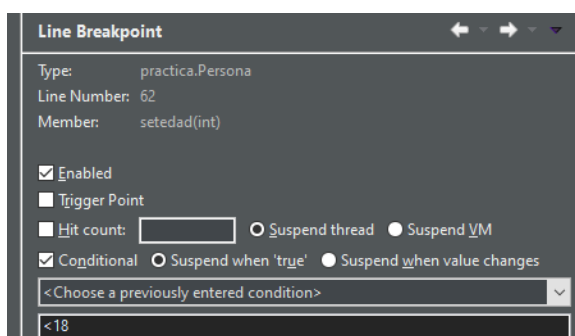 Line Breakpoint
Type: practica.Persona
Line Number: 62
Member: setedad(int)
Enabled
Trigger Point
Hit count: Suspend thread Suspend VM
Conditional Suspend when 'true' Suspend when value changes
<Choose a previously entered condition>
<18